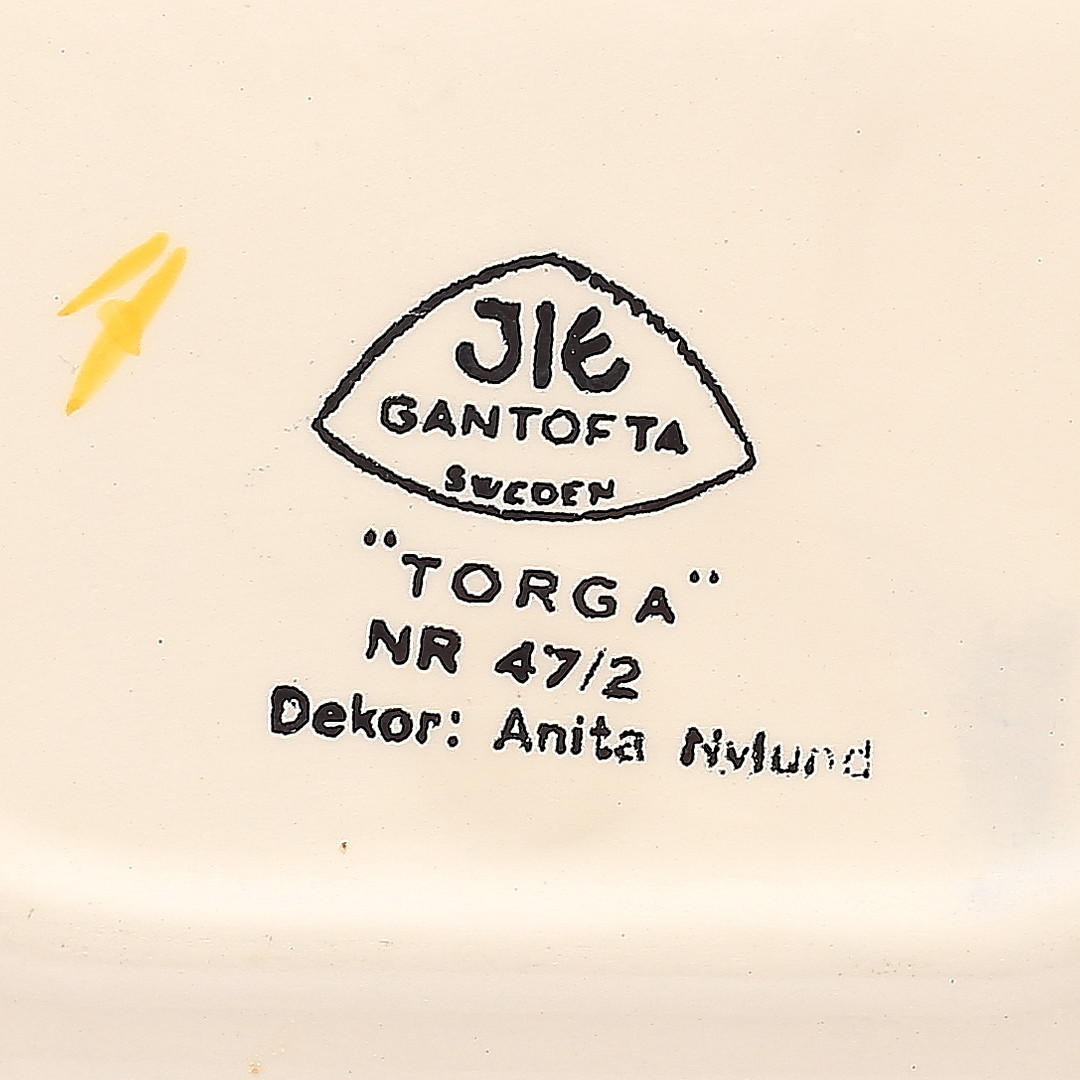 JIE
GANTOFTA
SWEDEN
"TORGA"
NR 47/2
Dekor: Anita Nylund